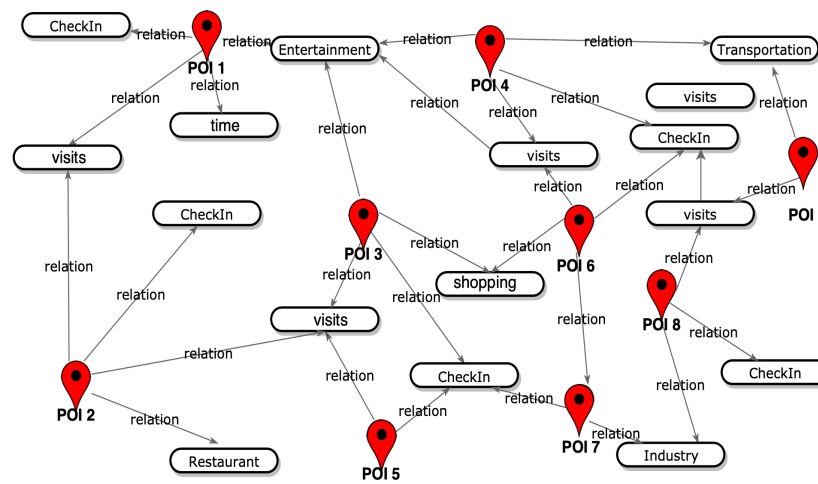 CheckIn
relation
relation
Entertainment
relation
relation
Transportation
POI 1
relation
POI 4
relation
relation
relation
relation
relation
visits
relation
time
CheckIn
visits
visits
relation
POI
relation
relation
relation
CheckIn
visits
POI 3
relation
relation
POI 6
relation
relation
relation
shopping
relation
relation
visits
relation
POI 8
relation
relation
relation
CheckIn
CheckIn
relation
POI 2
relation
relation
relation
relation
POI 7
POI 5
Restaurant
Industry